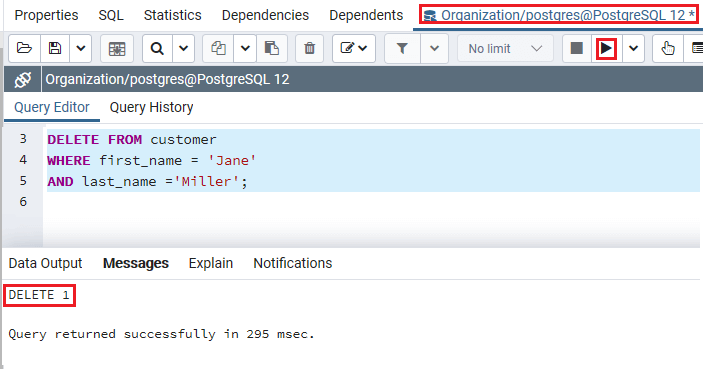 Properties SQL Statistics Dependencies Dependents Organization/postgres@PostgreSQL 12 *
No limit
Organization/postgres@PostgreSQL 12
Query Editor Query History
3 DELETE FROM customer
4 WHERE first_name = 'Jane'
5 AND last_name ='Miller';
6
Data Output Messages Explain Notifications
DELETE 1
Query returned successfully in 295 msec.